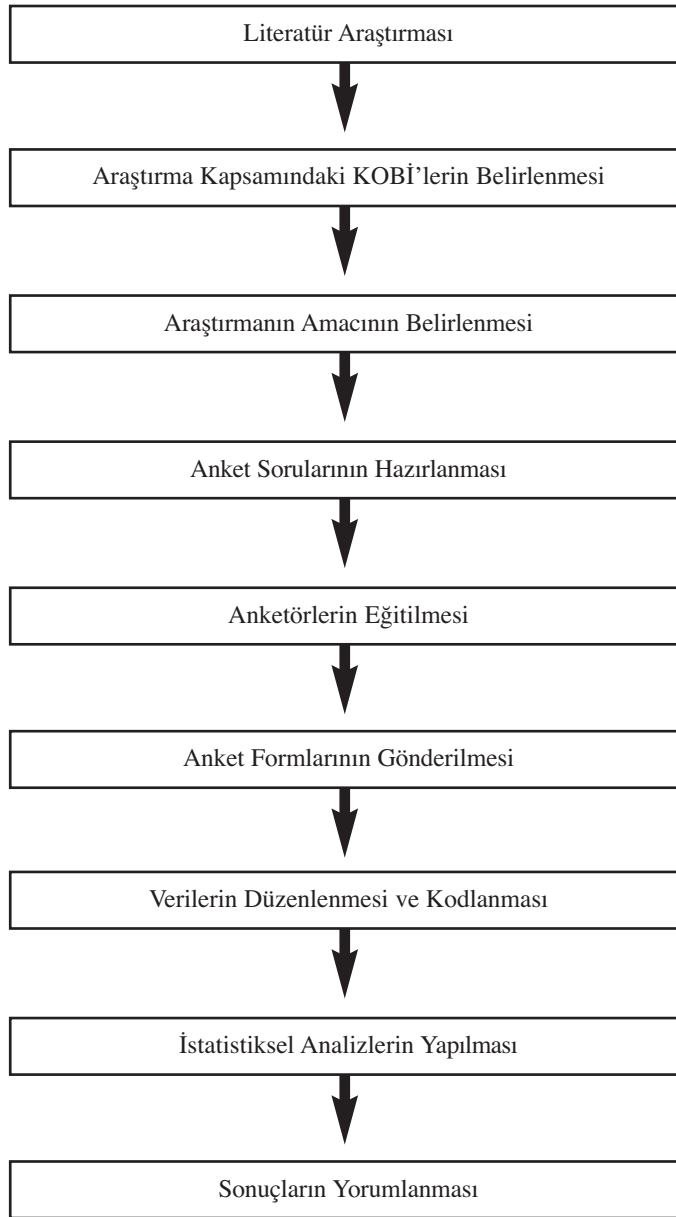 Literatür Araştırması
Araştırma Kapsamındaki KOBİ’lerin Belirlenmesi
Araştırmanın Amacının Belirlenmesi
Anket Sorularının Hazırlanması
Anketörlerin Eğitilmesi
Anket Formlarının Gönderilmesi
Verilerin Düzenlenmesi ve Kodlanması
İstatistiksel Analizlerin Yapılması
Sonuçların Yorumlanması